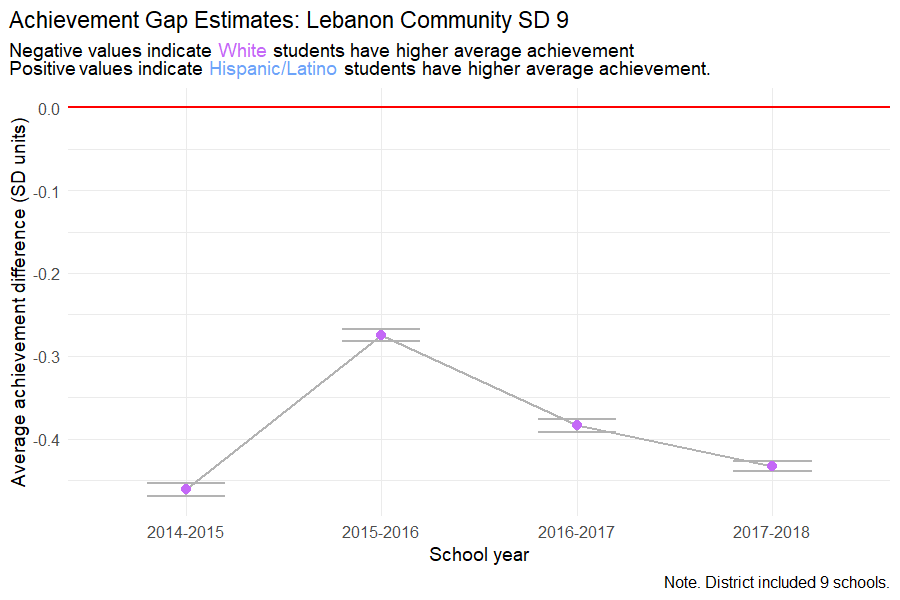 Achievement Gap Estimates: Lebanon Community SD 9
Negative values indicate White students have higher average achievement
Positive values indicate Hispanic/Latino students have higher average achievement.
Average achievement difference (SD units)
0.0
-0.1
-0.2
-0.3
-0.4
2014-2015
2015-2016
2016-2017
2017-2018
School year
Note. District included 9 schools.